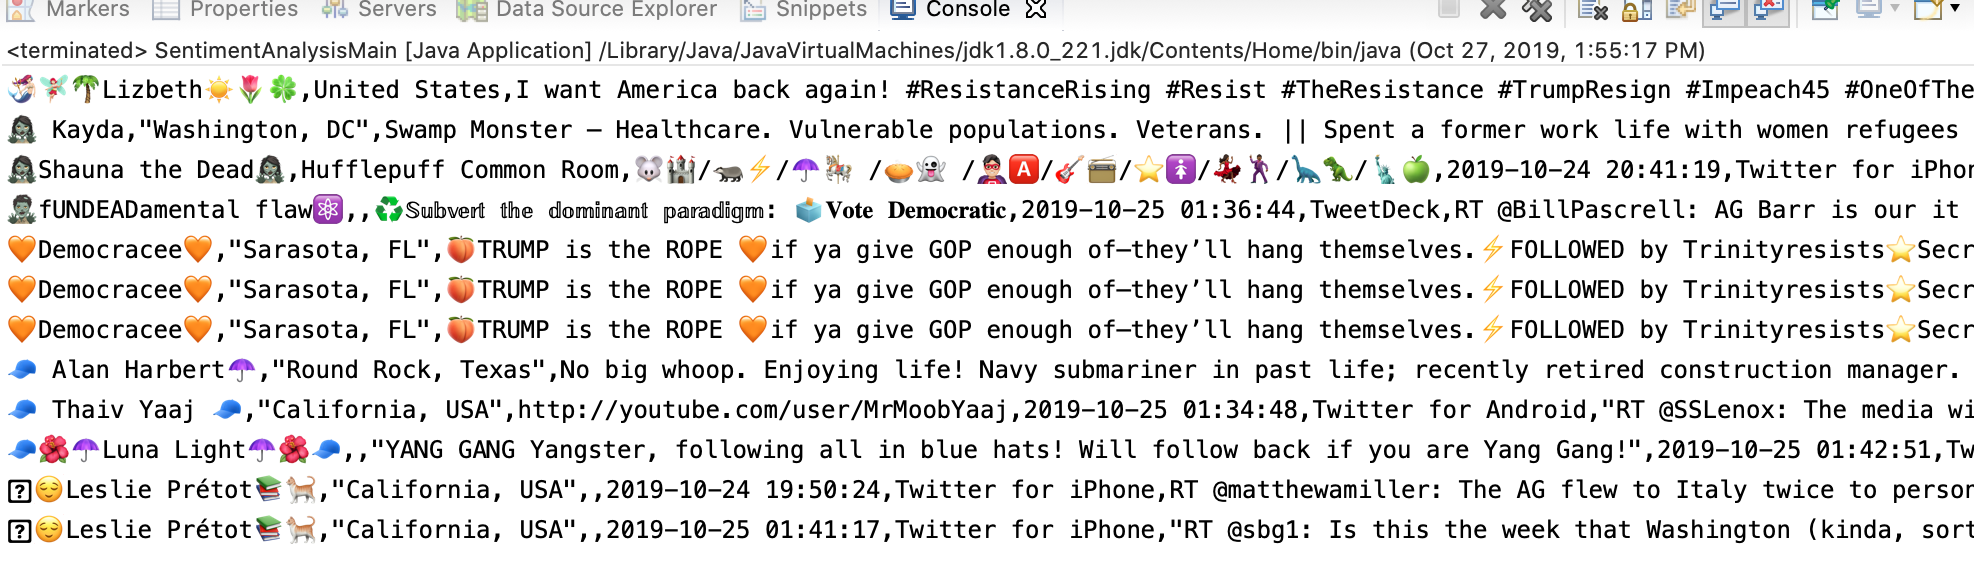 Markers Properties Servers Data Source Explorer Snippets Console
<terminated> SentimentAnalysisMain [Java Application] /Library/Java/JavaVirtualMachines/jdk1.8.0_221.jdk/Contents/Home/bin/java (Oct 27, 2019, 1:55:17 PM)
🧜🏻‍♀️🧚🏻‍♀️🌴Lizbeth☀️🌷🍀,United States,I want America back again! #ResistanceRising #Resist #TheResistance #TrumpResign #Impeach45 #OneOfThe
🧟‍♀️ Kayda,"Washington, DC",Swamp Monster — Healthcare. Vulnerable populations. Veterans. || Spent a former work life with women refugees
🧟‍♀️Shauna the Dead🧟‍♀️,Hufflepuff Common Room,🐭🏰/🦡⚡/☂️🎠 /🥧👻 /🦸🅰️/🎸📻/⭐🚺/💃🕺/🦕🦖/🗽🍏,2019-10-24 20:41:19,Twitter for iPhon
🧟‍♂️fUNDEADamental flaw⚛️,,♻️𝕊𝕦𝕓𝕧𝕖𝕣𝕥 𝕥𝕙𝕖 𝕕𝕠𝕞𝕚𝕟𝕒𝕟𝕥 𝕡𝕒𝕣𝕒𝕕𝕚𝕘𝕞: 🗳️𝐕𝐨𝐭𝐞 𝐃𝐞𝐦𝐨𝐜𝐫𝐚𝐭𝐢𝐜,2019-10-25 01:36:44,TweetDeck,RT @BillPascrell: AG Barr is our it
🧡Democracee🧡,"Sarasota, FL",🍑TRUMP is the ROPE 🧡if ya give GOP enough of—they’ll hang themselves.⚡FOLLOWED by Trinityresists⭐Secr
🧡Democracee🧡,"Sarasota, FL",🍑TRUMP is the ROPE 🧡if ya give GOP enough of—they’ll hang themselves.⚡FOLLOWED by Trinityresists⭐Secr
🧡Democracee🧡,"Sarasota, FL",🍑TRUMP is the ROPE 🧡if ya give GOP enough of—they’ll hang themselves.⚡FOLLOWED by Trinityresists⭐Secr
🧢 Alan Harbert☂️,"Round Rock, Texas",No big whoop. Enjoying life! Navy submariner in past life; recently retired construction manager.
🧢 Thaiv Yaaj 🧢,"California, USA",http://youtube.com/user/MrMoobYaaj,2019-10-25 01:34:48,Twitter for Android,"RT @SSLenox: The media wi
🧢🌺☂️Luna Light☂️🌺🧢,,"YANG GANG Yangster, following all in blue hats! Will follow back if you are Yang Gang!",2019-10-25 01:42:51,Tw
😌Leslie Prétot📚🐈,"California, USA",,2019-10-24 19:50:24,Twitter for iPhone,RT @matthewamiller: The AG flew to Italy twice to person
😌Leslie Prétot📚🐈,"California, USA",,2019-10-25 01:41:17,Twitter for iPhone,"RT @sbg1: Is this the week that Washington (kinda, sort